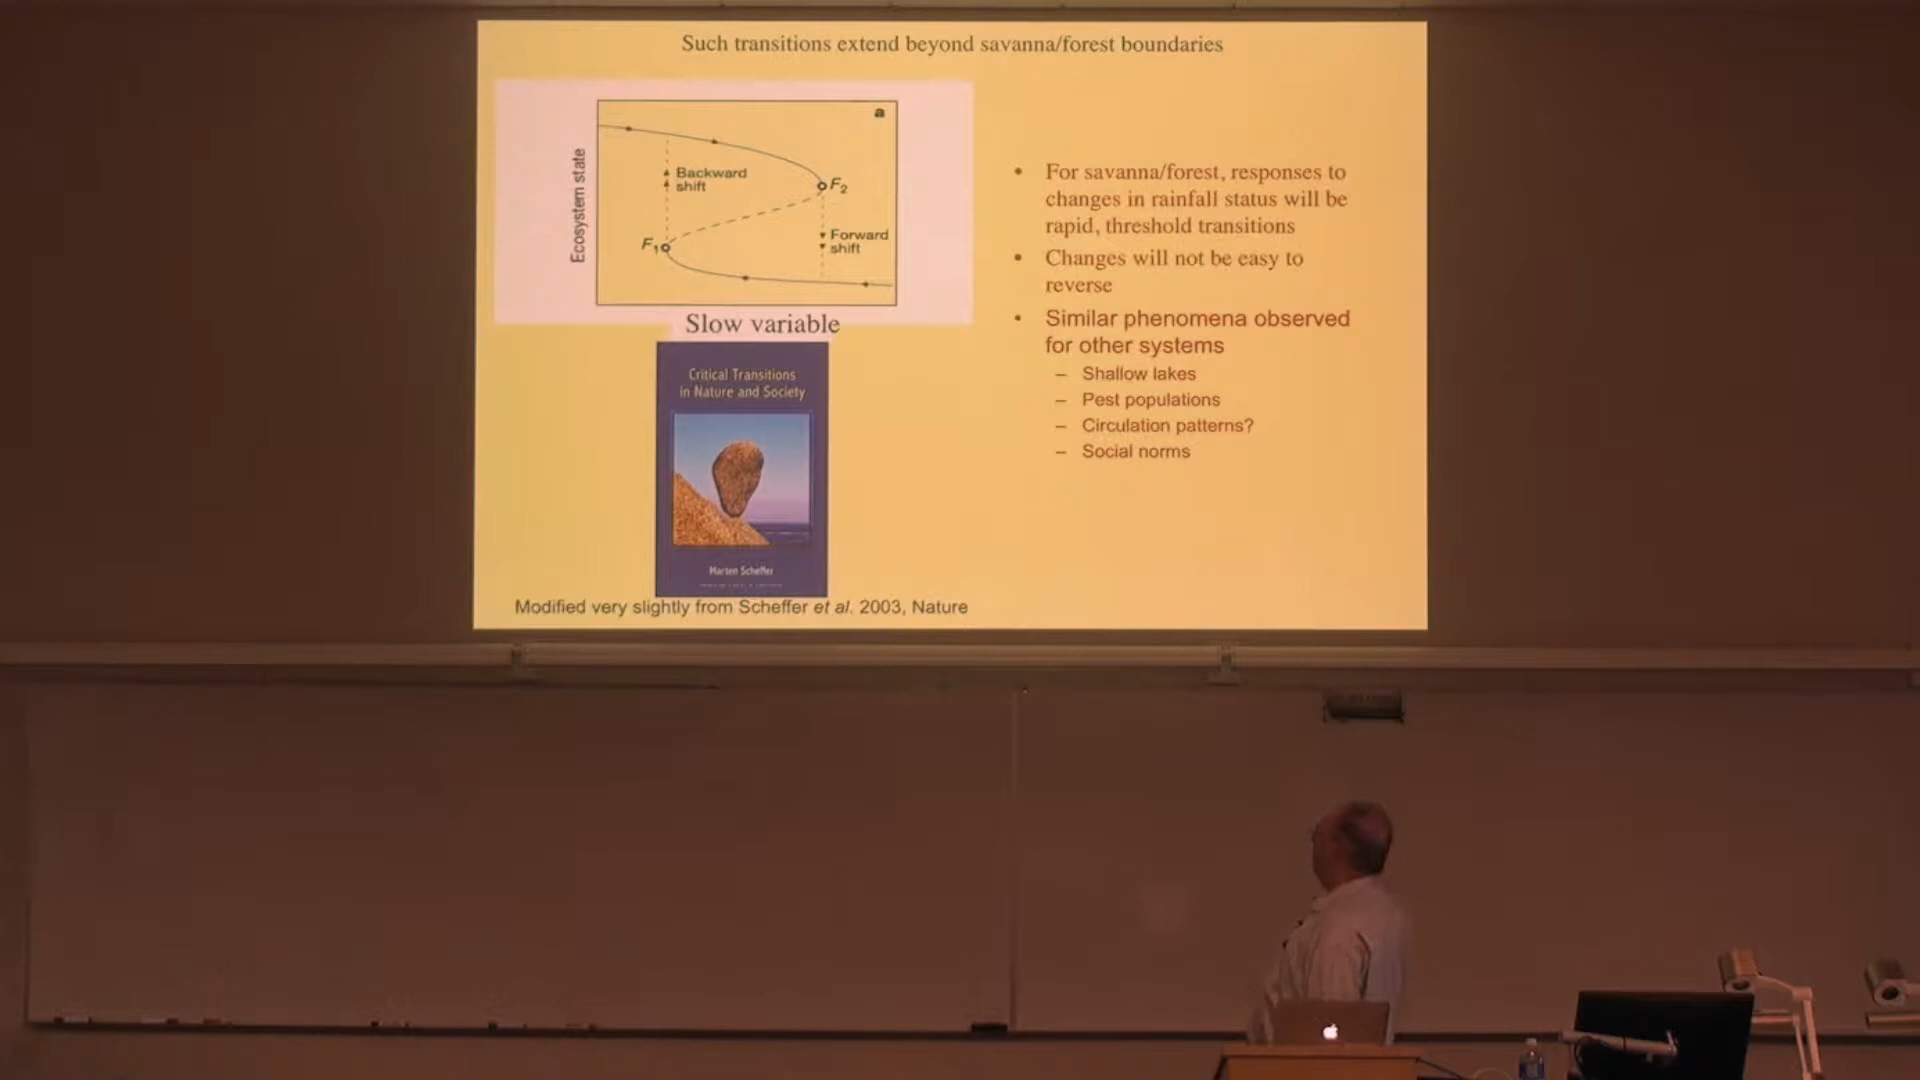 Such transitions extend beyond savanna/forest boundaries
a
Ecosystem state
Backward
shift
F2
F1
Forward
shift
Slow variable
Critical Transitions
in Nature and Society
Marten Scheffer
Modified very slightly from Scheffer et al. 2003, Nature
• For savanna/forest, responses to
changes in rainfall status will be
rapid, threshold transitions
• Changes will not be easy to
reverse
• Similar phenomena observed
for other systems
– Shallow lakes
– Pest populations
– Circulation patterns?
– Social norms